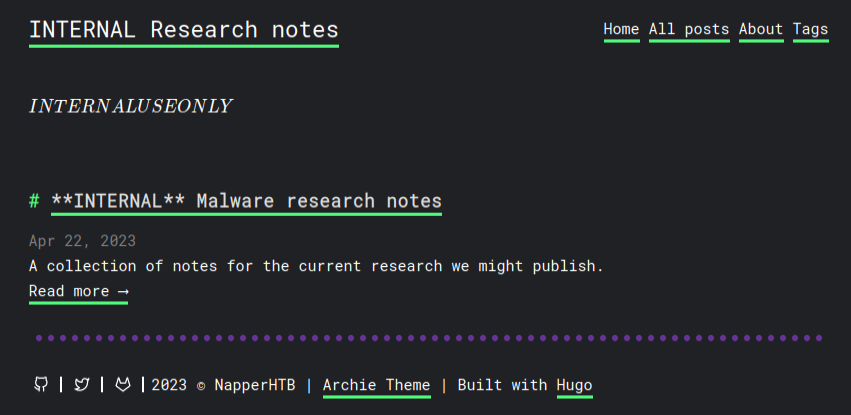 INTERNAL Research notes
Home All posts About Tags
INTERNALUSEONLY
# **INTERNAL** Malware research notes
Apr 22, 2023
A collection of notes for the current research we might publish.
Read more →
| | | 2023 © NapperHTB | Archie Theme | Built with Hugo